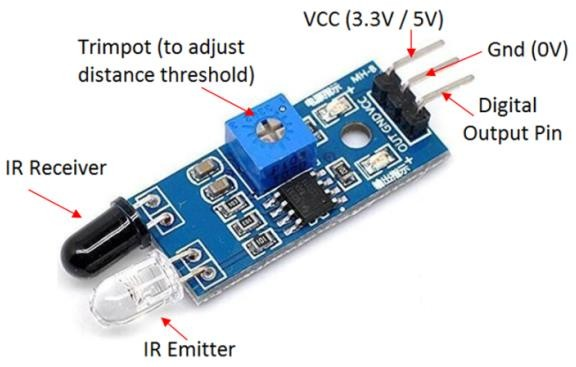 VCC (3.3V / 5V)
Trimpot (to adjust
distance threshold)
Gnd (0V)
Digital
Output Pin
IR Receiver
IR Emitter
MH-B
OUT GND VCC